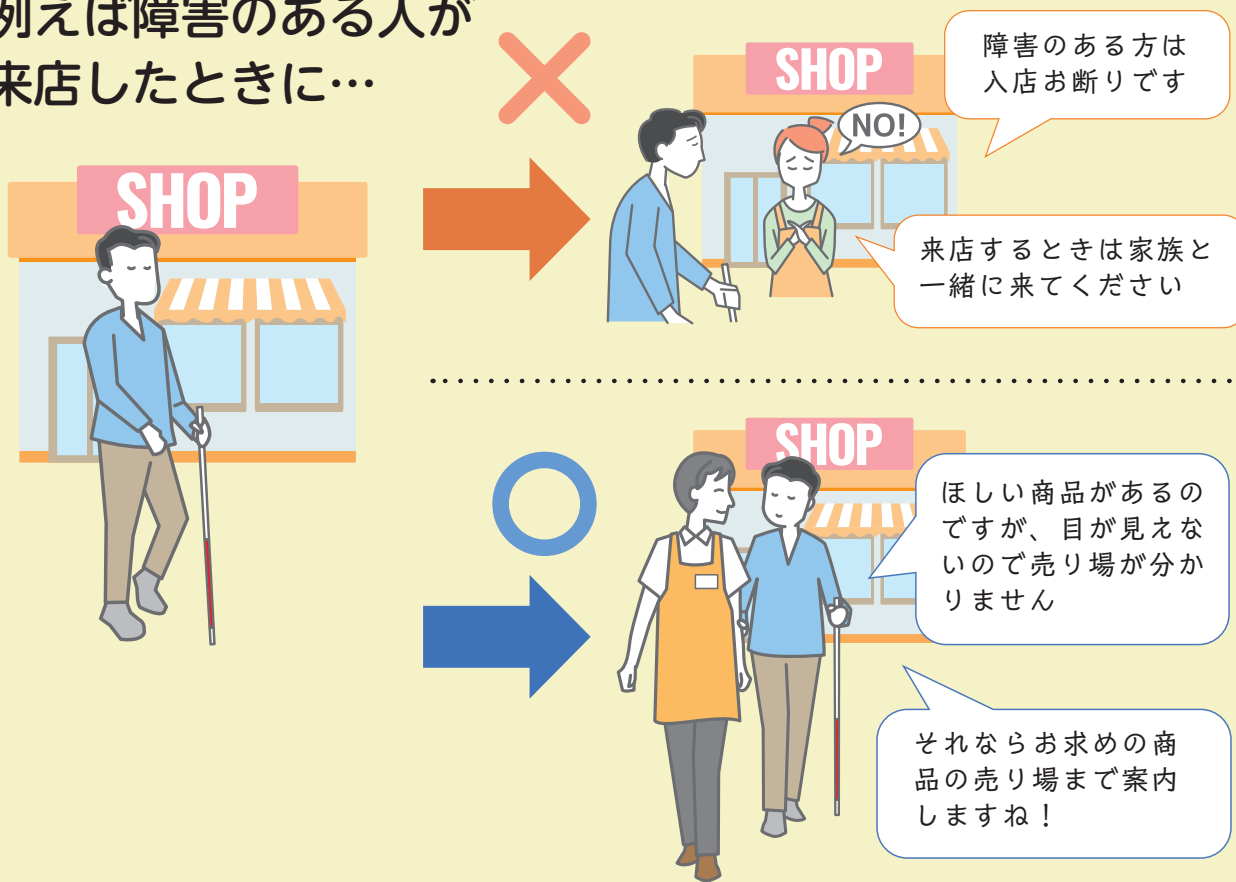 例えば障害のある人が
来店したときに…
SHOP
SHOP
NO!
障害のある方は
入店お断りです
来店するときは家族と
一緒に来てください
SHOP
ほしい商品があるの
ですが、目が見えな
いので売り場が分か
りません
それならお求めの商
品の売り場まで案内
しますね！